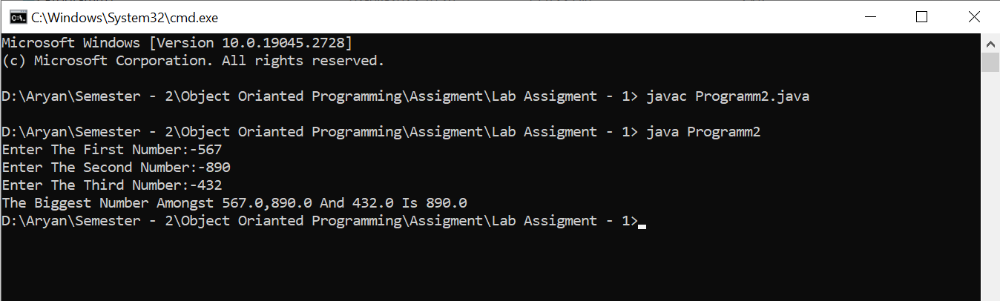 C:\Windows\System32\cmd.exe
Microsoft Windows [Version 10.0.19045.2728]
(c) Microsoft Corporation. All rights reserved.
D:\Aryan\Semester - 2\Object Orianted Programming\Assigment\Lab Assigment - 1> javac Programm2.java
D:\Aryan\Semester - 2\Object Orianted Programming\Assigment\Lab Assigment - 1> java Programm2
Enter The First Number:-567
Enter The Second Number:-890
Enter The Third Number:-432
The Biggest Number Amongst 567.0,890.0 And 432.0 Is 890.0
D:\Aryan\Semester - 2\Object Orianted Programming\Assigment\Lab Assigment - 1>